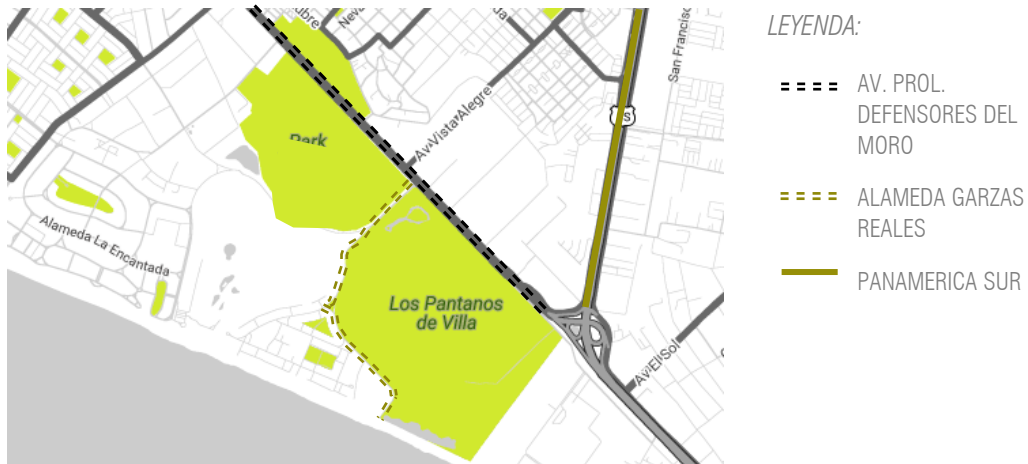 LEYENDA:
AV. PROL.
DEFENSORES DEL
MORO
ALAMEDA GARZAS
REALES
PANAMERICA SUR
San Francisco
Av Vista Alegre
Park
Alameda La Encantada
Los Pantanos
de Villa
Av El Sol